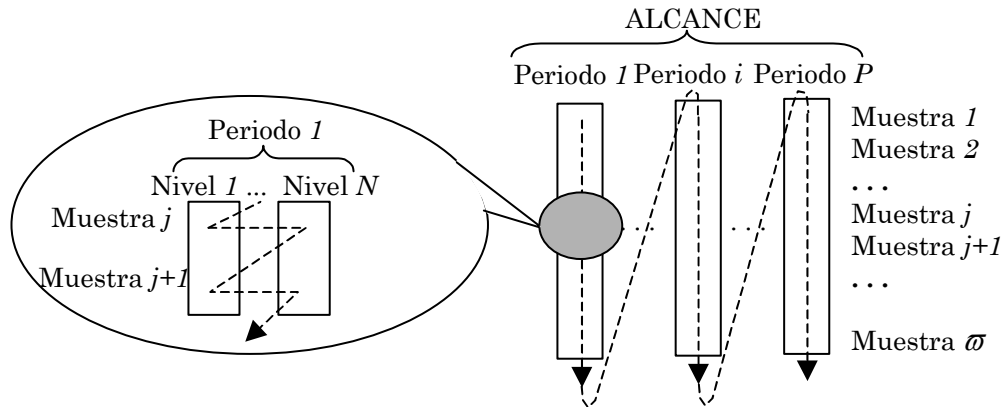 ALCANCE
Periodo 1 Periodo i Periodo P
Muestra 1
Muestra 2
...
Muestra j
Muestra j+1
...
Muestra ϖ
... ...
Periodo 1
Nivel 1 ... Nivel N
Muestra j
Muestra j+1